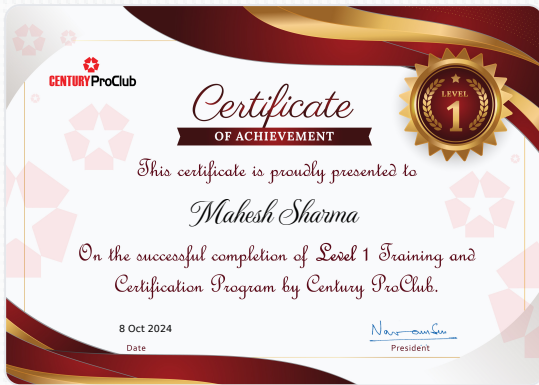 CENTURY ProClub
Certificate
OF ACHIEVEMENT
LEVEL
1
This certificate is proudly presented to
Mahesh Sharma
On the successful completion of Level 1 Training and
Certification Program by Century ProClub.
8 Oct 2024
Date
President